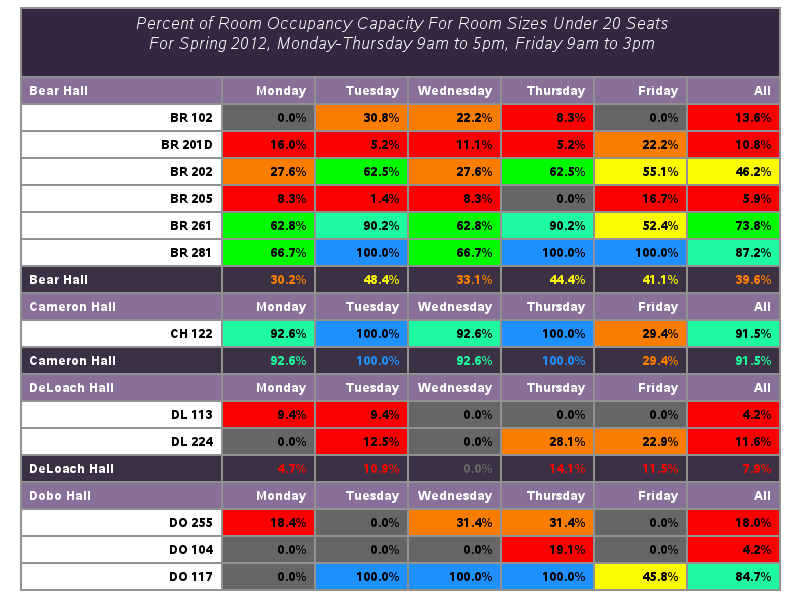 Percent of Room Occupancy Capacity For Room Sizes Under 20 Seats
For Spring 2012, Monday-Thursday 9am to 5pm, Friday 9am to 3pm
Bear Hall Monday Tuesday Wednesday Thursday Friday All
BR 102 0.0% 30.8% 22.2% 8.3% 0.0% 13.6%
BR 201D 16.0% 5.2% 11.1% 5.2% 22.2% 10.8%
BR 202 27.6% 62.5% 27.6% 62.5% 55.1% 46.2%
BR 205 8.3% 1.4% 8.3% 0.0% 16.7% 5.9%
BR 261 62.8% 90.2% 62.8% 90.2% 52.4% 73.8%
BR 281 66.7% 100.0% 66.7% 100.0% 100.0% 87.2%
Bear Hall 30.2% 48.4% 33.1% 44.4% 41.1% 39.6%
Cameron Hall Monday Tuesday Wednesday Thursday Friday All
CH 122 92.6% 100.0% 92.6% 100.0% 29.4% 91.5%
Cameron Hall 92.6% 100.0% 92.6% 100.0% 29.4% 91.5%
DeLoach Hall Monday Tuesday Wednesday Thursday Friday All
DL 113 9.4% 9.4% 0.0% 0.0% 0.0% 4.2%
DL 224 0.0% 12.5% 0.0% 28.1% 22.9% 11.6%
DeLoach Hall 4.7% 10.9% 0.0% 14.1% 11.5% 7.9%
Dobo Hall Monday Tuesday Wednesday Thursday Friday All
DO 255 18.4% 0.0% 31.4% 31.4% 0.0% 18.0%
DO 104 0.0% 0.0% 0.0% 19.1% 0.0% 4.2%
DO 117 0.0% 100.0% 100.0% 100.0% 45.8% 84.7%